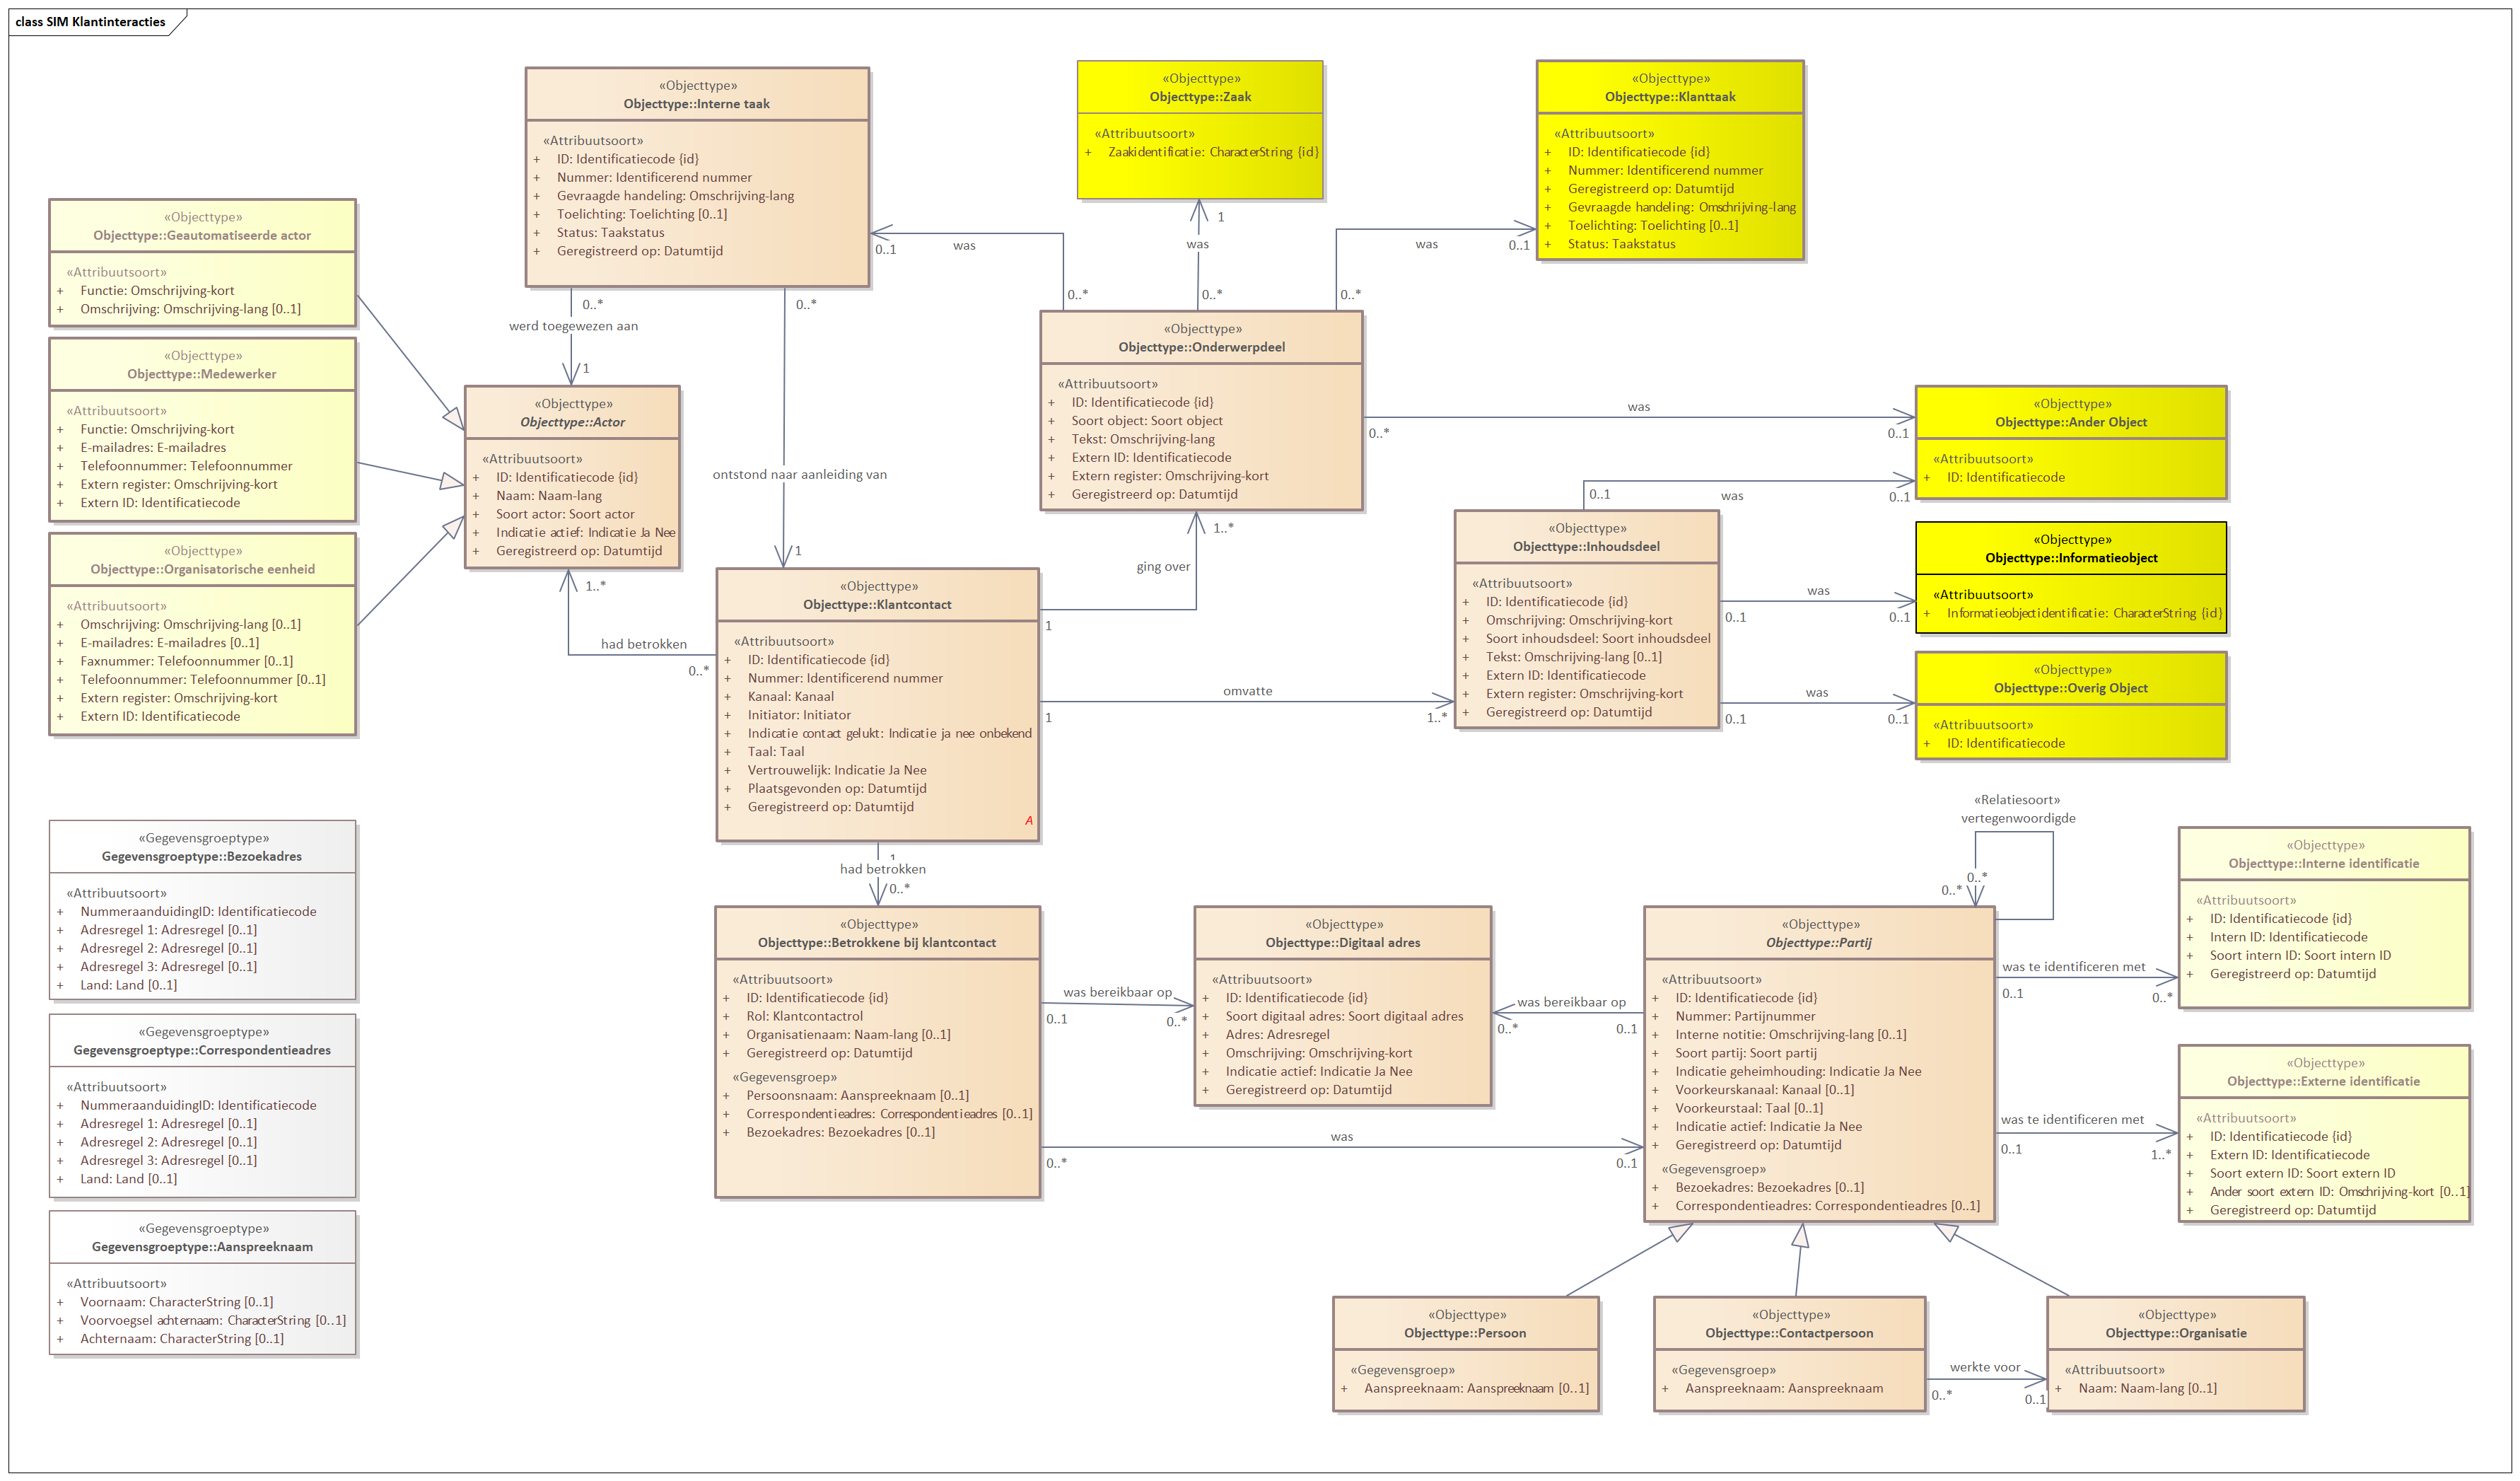 class SIM Klantinteracties
«Objecttype»
Objecttype::Interne taak
«Attribuutsoort»
+ ID: Identificatiecode {id}
+ Nummer: Identificerend nummer
+ Gevraagde handeling: Omschrijving-lang
+ Toelichting: Toelichting [0..1]
+ Status: Taakstatus
+ Geregistreerd op: Datumtijd
«Objecttype»
Objecttype::Zaak
«Attribuutsoort»
+ Zaakidentificatie: CharacterString {id}
«Objecttype»
Objecttype::Klanttaak
«Attribuutsoort»
+ ID: Identificatiecode {id}
+ Nummer: Identificerend nummer
+ Geregistreerd op: Datumtijd
+ Gevraagde handeling: Omschrijving-lang
+ Toelichting: Toelichting [0..1]
+ Status: Taakstatus
«Objecttype»
Objecttype::Geautomatiseerde actor
«Attribuutsoort»
+ Functie: Omschrijving-kort
+ Omschrijving: Omschrijving-lang [0..1]
0..1
was
0..*
1
was
0..*
was
0..1
0..*
0..*
werd toegewezen aan
1
0..*
ontstond naar aanleiding van
1
«Objecttype»
Objecttype::Medewerker
«Attribuutsoort»
+ Functie: Omschrijving-kort
+ E-mailadres: E-mailadres
+ Telefoonnummer: Telefoonnummer
+ Extern register: Omschrijving-kort
+ Extern ID: Identificatiecode
«Objecttype»
Objecttype::Actor
«Attribuutsoort»
+ ID: Identificatiecode {id}
+ Naam: Naam-lang
+ Soort actor: Soort actor
+ Indicatie actief: Indicatie Ja Nee
+ Geregistreerd op: Datumtijd
«Objecttype»
Objecttype::Onderwerpdeel
«Attribuutsoort»
+ ID: Identificatiecode {id}
+ Soort object: Soort object
+ Tekst: Omschrijving-lang
+ Extern ID: Identificatiecode
+ Extern register: Omschrijving-kort
+ Geregistreerd op: Datumtijd
was
0..*
0..1
«Objecttype»
Objecttype::Ander Object
«Attribuutsoort»
+ ID: Identificatiecode
«Objecttype»
Objecttype::Organisatorische eenheid
«Attribuutsoort»
+ Omschrijving: Omschrijving-lang [0..1]
+ E-mailadres: E-mailadres [0..1]
+ Faxnummer: Telefoonnummer [0..1]
+ Telefoonnummer: Telefoonnummer [0..1]
+ Extern register: Omschrijving-kort
+ Extern ID: Identificatiecode
1..*
had betrokken
0..*
1..*
ging over
1
«Objecttype»
Objecttype::Klantcontact
«Attribuutsoort»
+ ID: Identificatiecode {id}
+ Nummer: Identificerend nummer
+ Kanaal: Kanaal
+ Initiator: Initiator
+ Indicatie contact gelukt: Indicatie ja nee onbekend
+ Taal: Taal
+ Vertrouwelijk: Indicatie Ja Nee
+ Plaatsgevonden op: Datumtijd
+ Geregistreerd op: Datumtijd
A
omvatte
1
1..*
«Objecttype»
Objecttype::Inhoudsdeel
«Attribuutsoort»
+ ID: Identificatiecode {id}
+ Omschrijving: Omschrijving-kort
+ Soort inhoudsdeel: Soort inhoudsdeel
+ Tekst: Omschrijving-lang [0..1]
+ Extern ID: Identificatiecode
+ Extern register: Omschrijving-kort
+ Geregistreerd op: Datumtijd
0..1
was
0..1
was
0..1
0..1
was
0..1
0..1
«Objecttype»
Objecttype::Informatieobject
«Attribuutsoort»
+ Informatieobjectidentificatie: CharacterString {id}
«Objecttype»
Objecttype::Overig Object
«Attribuutsoort»
+ ID: Identificatiecode
«Gegevensgroeptype»
Gegevensgroeptype::Bezoekadres
«Attribuutsoort»
+ NummeraanduidingID: Identificatiecode
+ Adresregel 1: Adresregel [0..1]
+ Adresregel 2: Adresregel [0..1]
+ Adresregel 3: Adresregel [0..1]
+ Land: Land [0..1]
1
had betrokken
0..*
«Relatiesoort»
vertegenwoordigde
0..*
0..*
«Objecttype»
Objecttype::Interne identificatie
«Attribuutsoort»
+ ID: Identificatiecode {id}
+ Intern ID: Identificatiecode
+ Soort intern ID: Soort intern ID
+ Geregistreerd op: Datumtijd
«Objecttype»
Objecttype::Betrokkene bij klantcontact
«Attribuutsoort»
+ ID: Identificatiecode {id}
+ Rol: Klantcontactrol
+ Organisatienaam: Naam-lang [0..1]
+ Geregistreerd op: Datumtijd
«Gegevensgroep»
+ Persoonsnaam: Aanspreeknaam [0..1]
+ Correspondentieadres: Correspondentieadres [0..1]
+ Bezoekadres: Bezoekadres [0..1]
was bereikbaar op
0..1
0..*
«Objecttype»
Objecttype::Digitaal adres
«Attribuutsoort»
+ ID: Identificatiecode {id}
+ Soort digitaal adres: Soort digitaal adres
+ Adres: Adresregel
+ Omschrijving: Omschrijving-kort
+ Indicatie actief: Indicatie Ja Nee
+ Geregistreerd op: Datumtijd
was bereikbaar op
0..*
0..1
was
0..*
0..1
«Objecttype»
Objecttype::Partij
«Attribuutsoort»
+ ID: Identificatiecode {id}
+ Nummer: Partijnummer
+ Interne notitie: Omschrijving-lang [0..1]
+ Soort partij: Soort partij
+ Indicatie geheimhouding: Indicatie Ja Nee
+ Voorkeurskanaal: Kanaal [0..1]
+ Voorkeurstaal: Taal [0..1]
+ Indicatie actief: Indicatie Ja Nee
+ Geregistreerd op: Datumtijd
«Gegevensgroep»
+ Bezoekadres: Bezoekadres [0..1]
+ Correspondentieadres: Correspondentieadres [0..1]
was te identificeren met
0..1
0..*
was te identificeren met
0..1
1..*
«Objecttype»
Objecttype::Externe identificatie
«Attribuutsoort»
+ ID: Identificatiecode {id}
+ Extern ID: Identificatiecode
+ Soort extern ID: Soort extern ID
+ Ander soort extern ID: Omschrijving-kort [0..1]
+ Geregistreerd op: Datumtijd
«Gegevensgroeptype»
Gegevensgroeptype::Correspondentieadres
«Attribuutsoort»
+ NummeraanduidingID: Identificatiecode
+ Adresregel 1: Adresregel [0..1]
+ Adresregel 2: Adresregel [0..1]
+ Adresregel 3: Adresregel [0..1]
+ Land: Land [0..1]
«Gegevensgroeptype»
Gegevensgroeptype::Aanspreeknaam
«Attribuutsoort»
+ Voornaam: CharacterString [0..1]
+ Voorvoegsel achternaam: CharacterString [0..1]
+ Achternaam: CharacterString [0..1]
«Objecttype»
Objecttype::Persoon
«Gegevensgroep»
+ Aanspreeknaam: Aanspreeknaam [0..1]
«Objecttype»
Objecttype::Contactpersoon
«Gegevensgroep»
+ Aanspreeknaam: Aanspreeknaam
werkte voor
0..*
0..1
«Objecttype»
Objecttype::Organisatie
«Attribuutsoort»
+ Naam: Naam-lang [0..1]